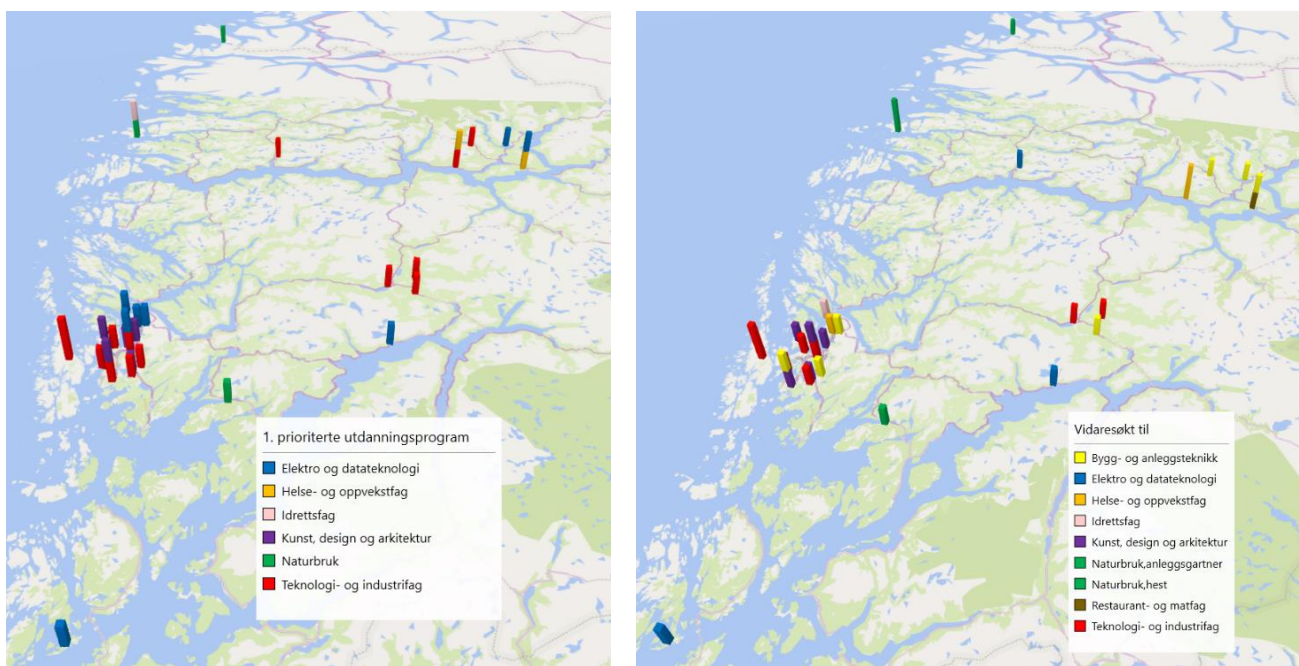 1. prioriterte utdanningsprogram
Elektro og datateknologi
Helse- og oppvekstfag
Idrettsfag
Kunst, design og arkitektur
Naturbruk
Teknologi- og industrifag
Vidaresøkt til
Bygg- og anleggsteknikk
Elektro og datateknologi
Helse- og oppvekstfag
Idrettsfag
Kunst, design og arkitektur
Naturbruk,anleggsgartner
Naturbruk,hest
Restaurant- og matfag
Teknologi- og industrifag